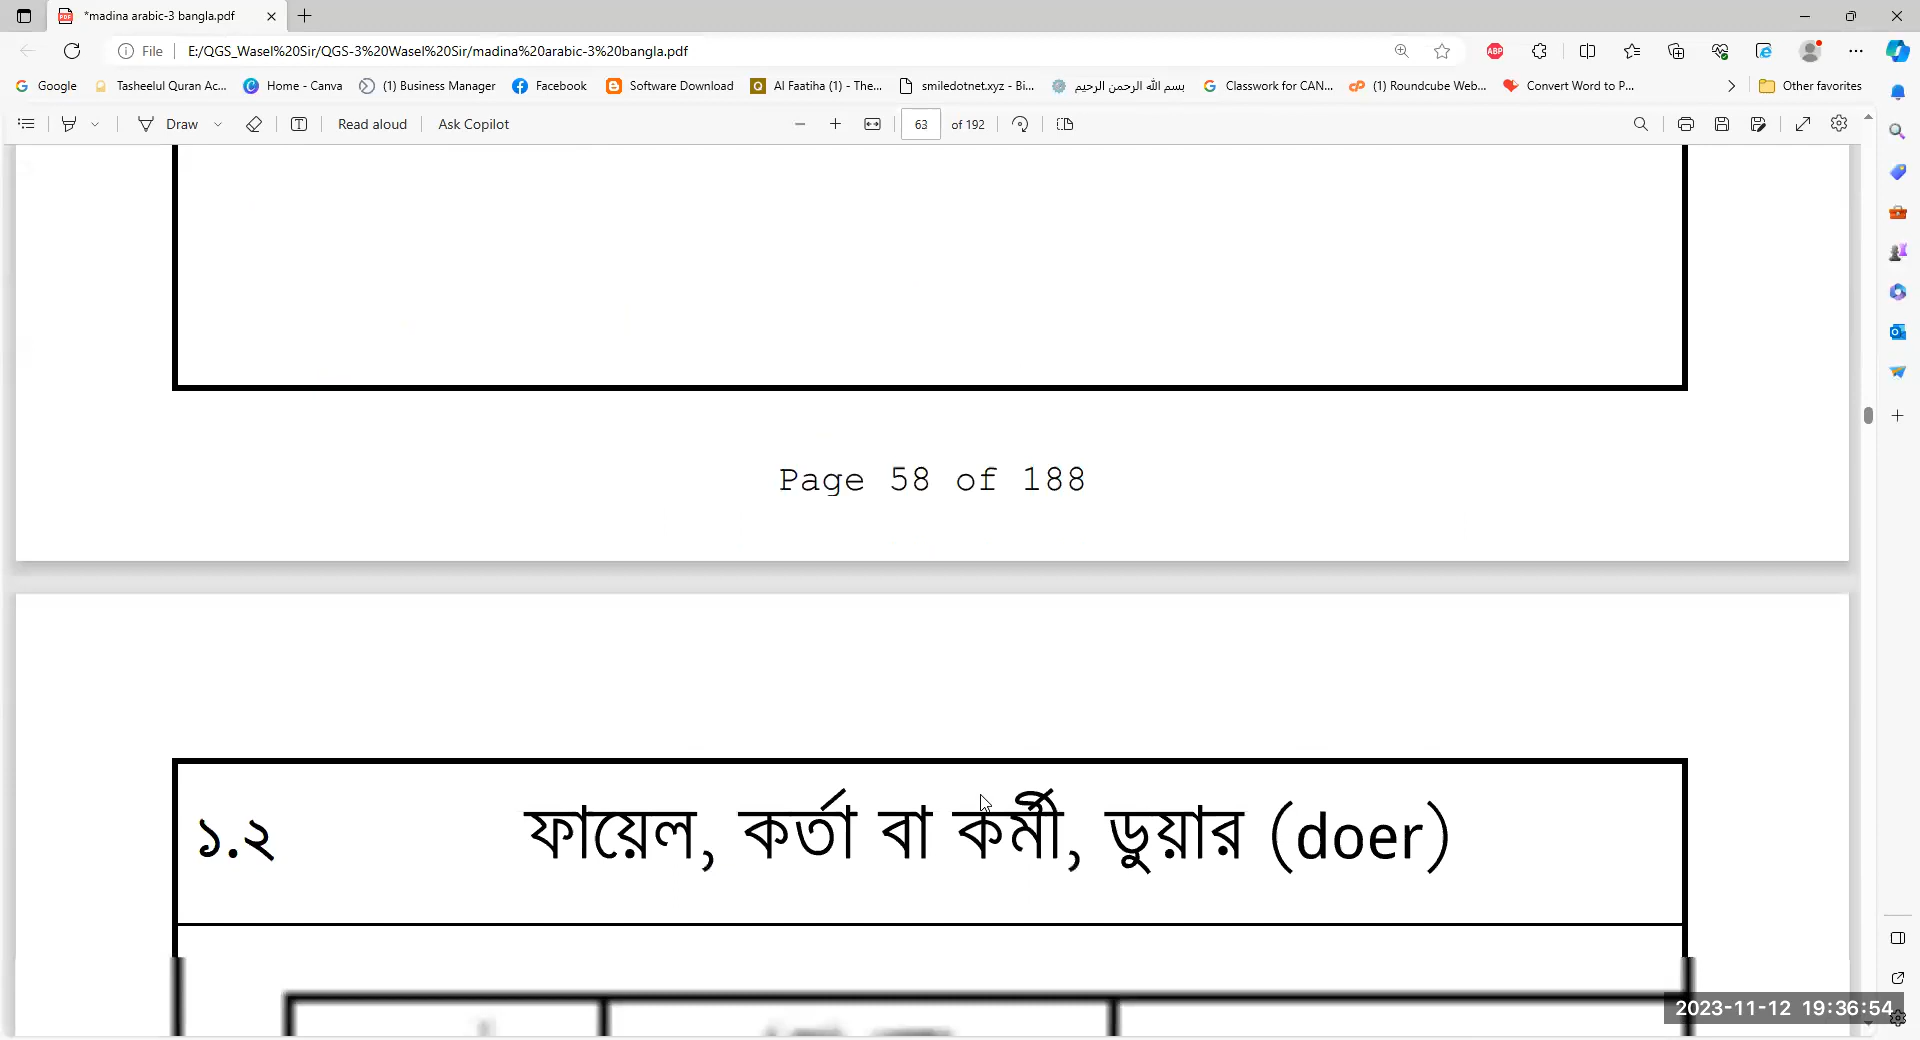 *madina arabic-3 bangla.pdf
File E:/QGS_Wasel%20Sir/QGS-3%20Wasel%20Sir/madina%20arabic-3%20bangla.pdf
Google Tasheelul Quran Ac... Home - Canva (1) Business Manager Facebook Software Download Al Faatiha (1) - The... smiledotnet.xyz - Bi... بسم الله الرحمن الرحيم Classwork for CAN... (1) Roundcube Web... Convert Word to P... Other favorites
Draw Read aloud Ask Copilot 63 of 192
Page 58 of 188
১.২ ফায়েল, কর্তা বা কর্মী, ডুয়ার (doer)
2023-11-12 19:36:54